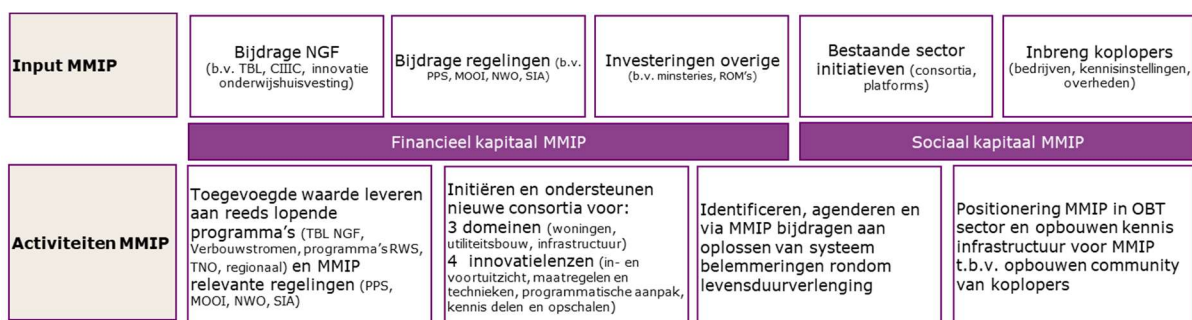 Input MMIP
Bijdrage NGF
(b.v. TBL, CIIIC, innovatie
onderwijshuisvesting)
Bijdrage regelingen (b.v.
PPS, MOOI, NWO, SIA)
Investeringen overige
(b.v. minsteries, ROM's)
Bestaande sector
initiatieven (consortia,
platforms)
Inbreng koplopers
(bedrijven, kennisinstellingen,
overheden)
Financieel kapitaal MMIP
Sociaal kapitaal MMIP
Activiteiten MMIP
Toegevoegde waarde leveren
aan reeds lopende
programma's (TBL NGF,
Verbouwstromen, programma's RWS,
TNO, regionaal) en MMIP
relevante regelingen (PPS,
MOOI, NWO, SIA)
Initiëren en ondersteunen
nieuwe consortia voor:
3 domeinen (woningen,
utiliteitsbouw, infrastructuur)
4 innovatielenzen (in- en
voortuitzicht, maatregelen en
technieken, programmatische aanpak,
kennis delen en opschalen)
Identificeren, agenderen en
via MMIP bijdragen aan
oplossen van systeem
belemmeringen rondom
levensduurverlenging
Positionering MMIP in OBT
sector en opbouwen kennis
infrastructuur voor MMIP
t.b.v. opbouwen community
van koplopers